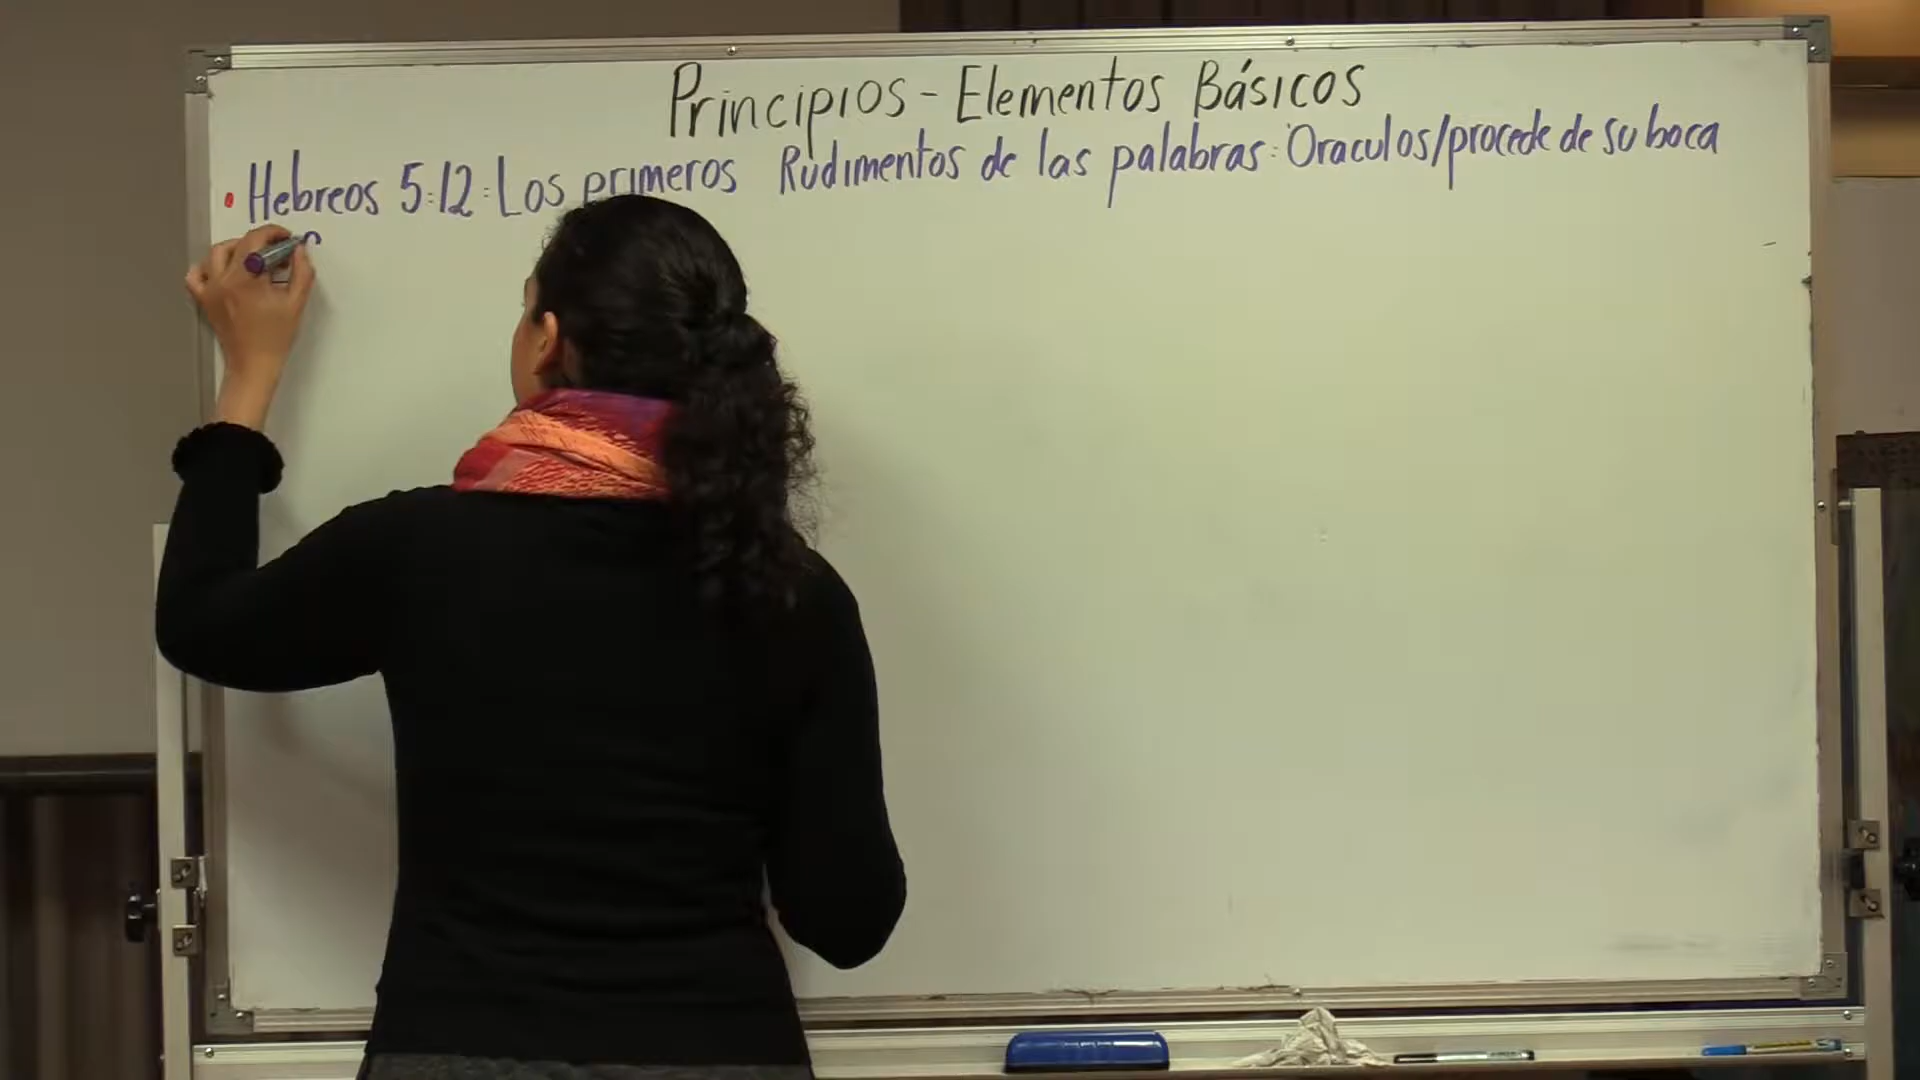 Principios - Elementos Básicos
• Hebreos 5:12: Los primeros Rudimentos de las palabras: Oraculos/procede de su boca